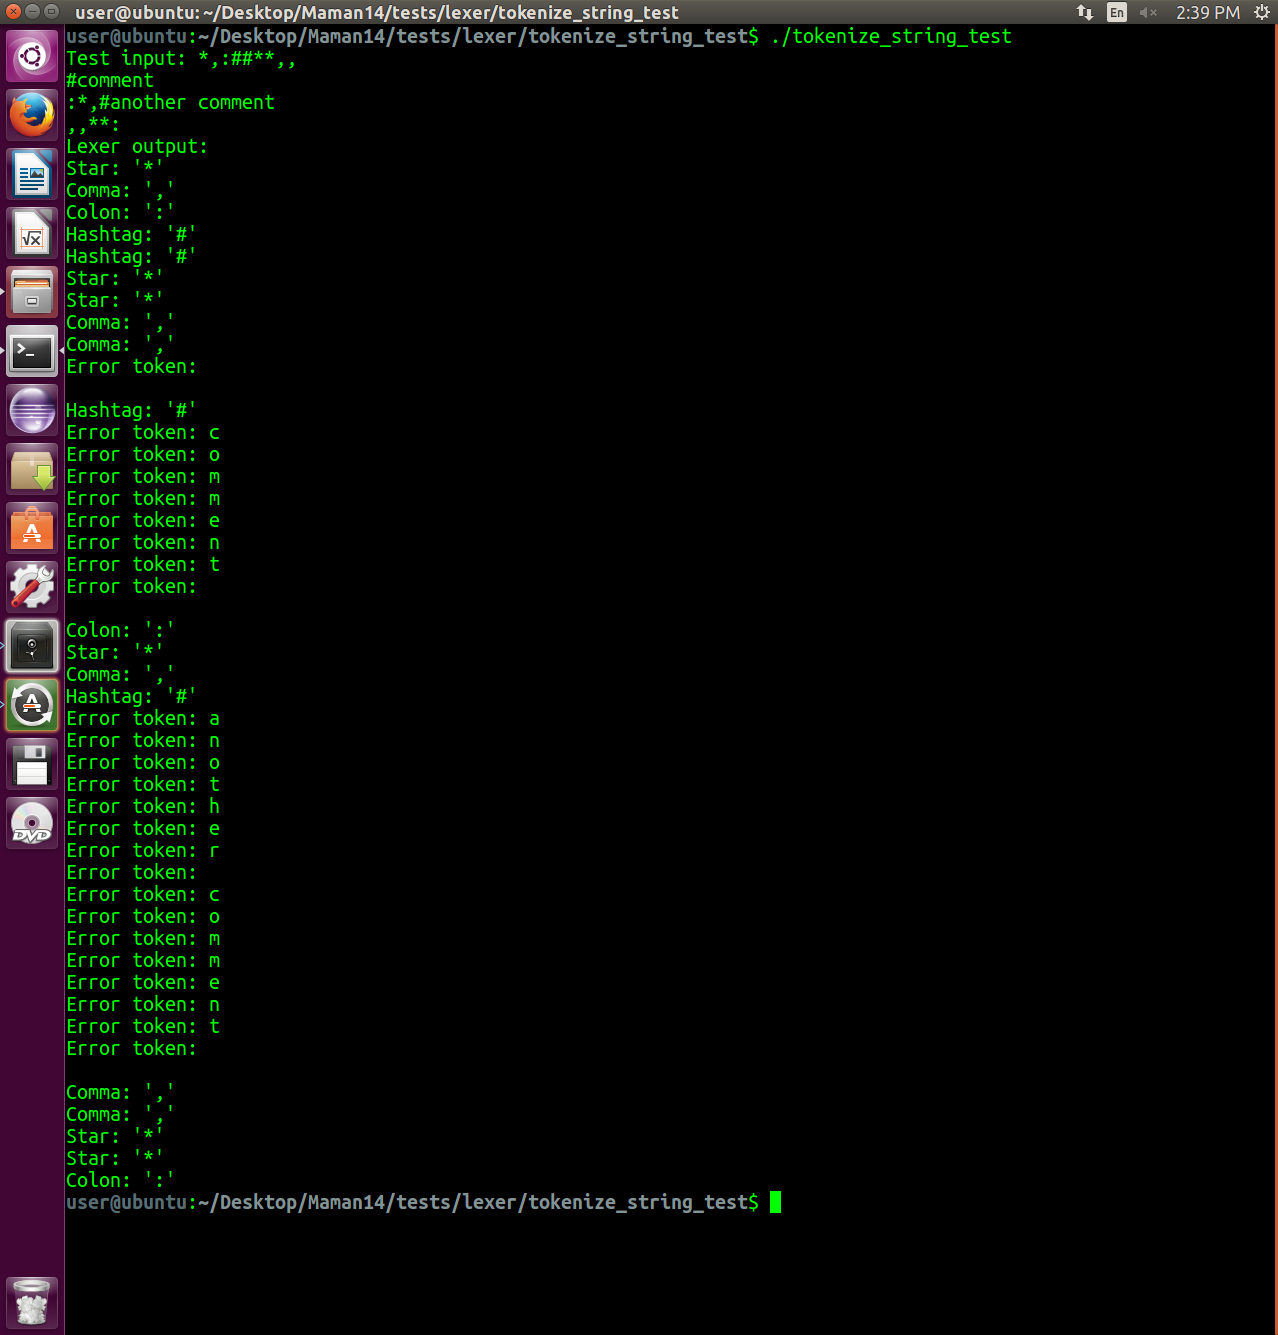 user@ubuntu: ~/Desktop/Maman14/tests/lexer/tokenize_string_test
En
2:39 PM
user@ubuntu:~/Desktop/Maman14/tests/lexer/tokenize_string_test$ ./tokenize_string_test
Test input: *,:##**,,
#comment
:*,#another comment
,,**:
Lexer output:
Star: '*'
Comma: ','
Colon: ':'
Hashtag: '#'
Hashtag: '#'
Star: '*'
Star: '*'
Comma: ','
Comma: ','
Error token:
Hashtag: '#'
Error token: c
Error token: o
Error token: m
Error token: m
Error token: e
Error token: n
Error token: t
Error token:
Colon: ':'
Star: '*'
Comma: ','
Hashtag: '#'
Error token: a
Error token: n
Error token: o
Error token: t
Error token: h
Error token: e
Error token: r
Error token:
Error token: c
Error token: o
Error token: m
Error token: m
Error token: e
Error token: n
Error token: t
Error token:
Comma: ','
Comma: ','
Star: '*'
Star: '*'
Colon: ':'
user@ubuntu:~/Desktop/Maman14/tests/lexer/tokenize_string_test$
DVD